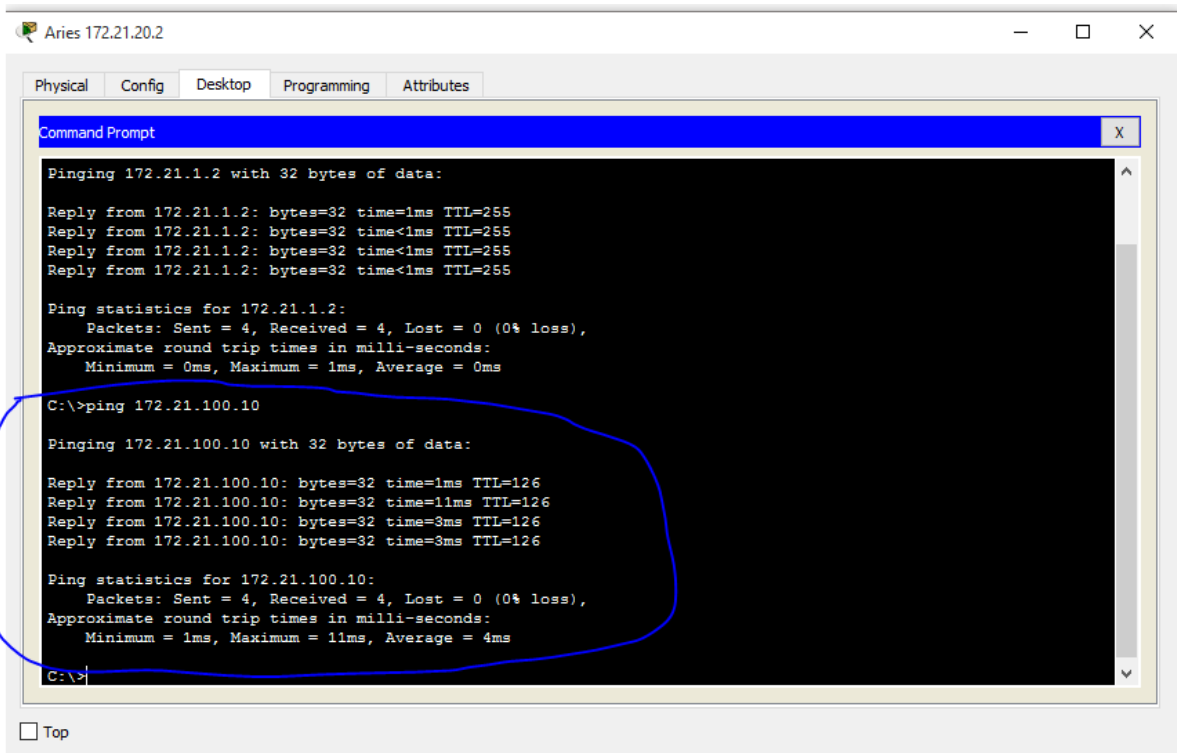 Aries 172.21.20.2
Physical Config Desktop Programming Attributes
Command Prompt
X
Pinging 172.21.1.2 with 32 bytes of data:
Reply from 172.21.1.2: bytes=32 time=1ms TTL=255
Reply from 172.21.1.2: bytes=32 time<1ms TTL=255
Reply from 172.21.1.2: bytes=32 time<1ms TTL=255
Reply from 172.21.1.2: bytes=32 time<1ms TTL=255
Ping statistics for 172.21.1.2:
Packets: Sent = 4, Received = 4, Lost = 0 (0% loss),
Approximate round trip times in milli-seconds:
Minimum = 0ms, Maximum = 1ms, Average = 0ms
C:\>ping 172.21.100.10
Pinging 172.21.100.10 with 32 bytes of data:
Reply from 172.21.100.10: bytes=32 time=1ms TTL=126
Reply from 172.21.100.10: bytes=32 time=11ms TTL=126
Reply from 172.21.100.10: bytes=32 time=3ms TTL=126
Reply from 172.21.100.10: bytes=32 time=3ms TTL=126
Ping statistics for 172.21.100.10:
Packets: Sent = 4, Received = 4, Lost = 0 (0% loss),
Approximate round trip times in milli-seconds:
Minimum = 1ms, Maximum = 11ms, Average = 4ms
C:\>
Top